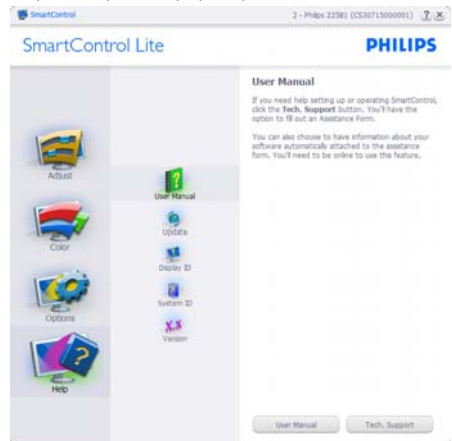 SmartControl
2 - Philips 225B1 (CS30715000001)
? X
SmartControl Lite
PHILIPS
User Manual
If you need help setting up or operating SmartControl,
click the Tech. Support button. You'll have the
option to fill out an Assistance Form.
You can also choose to have information about your
software automatically attached to the assistance
form. You'll need to be online to use the feature.
Adjust
Color
Options
Help
User Manual
Update
Display ID
System ID
X.X
Version
User Manual
Tech. Support